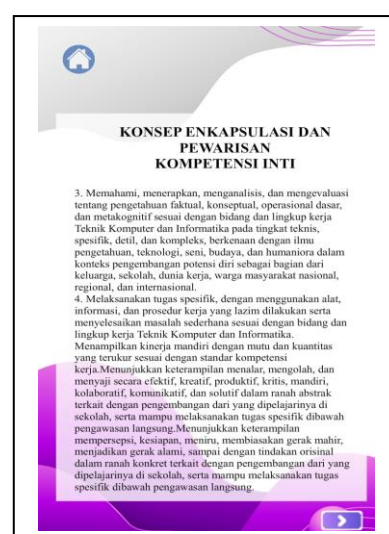 KONSEP ENKAPSULASI DAN
PEWARISAN
KOMPETENSI INTI
3. Memahami, menerapkan, menganalisis, dan mengevaluasi
tentang pengetahuan faktual, konseptual, operasional dasar,
dan metakognitif sesuai dengan bidang dan lingkup kerja
Teknik Komputer dan Informatika pada tingkat teknis,
spesifik, detil, dan kompleks, berkenaan dengan ilmu
pengetahuan, teknologi, seni, budaya, dan humaniora dalam
konteks pengembangan potensi diri sebagai bagian dari
keluarga, sekolah, dunia kerja, warga masyarakat nasional,
regional, dan internasional.
4. Melaksanakan tugas spesifik, dengan menggunakan alat,
informasi, dan prosedur kerja yang lazim dilakukan serta
menyelesaikan masalah sederhana sesuai dengan bidang dan
lingkup kerja Teknik Komputer dan Informatika.
Menampilkan kinerja mandiri dengan mutu dan kuantitas
yang terukur sesuai dengan standar kompetensi
kerja.Menunjukkan keterampilan menalar, mengolah, dan
menyaji secara efektif, kreatif, produktif, kritis, mandiri,
kolaboratif, komunikatif, dan solutif dalam ranah abstrak
terkait dengan pengembangan dari yang dipelajarinya di
sekolah, serta mampu melaksanakan tugas spesifik dibawah
pengawasan langsung.Menunjukkan keterampilan
mempersepsi, kesiapan, meniru, membiasakan gerak mahir,
menjadikan gerak alami, sampai dengan tindakan orisinal
dalam ranah konkret terkait dengan pengembangan dari yang
dipelajarinya di sekolah, serta mampu melaksanakan tugas
spesifik dibawah pengawasan langsung.